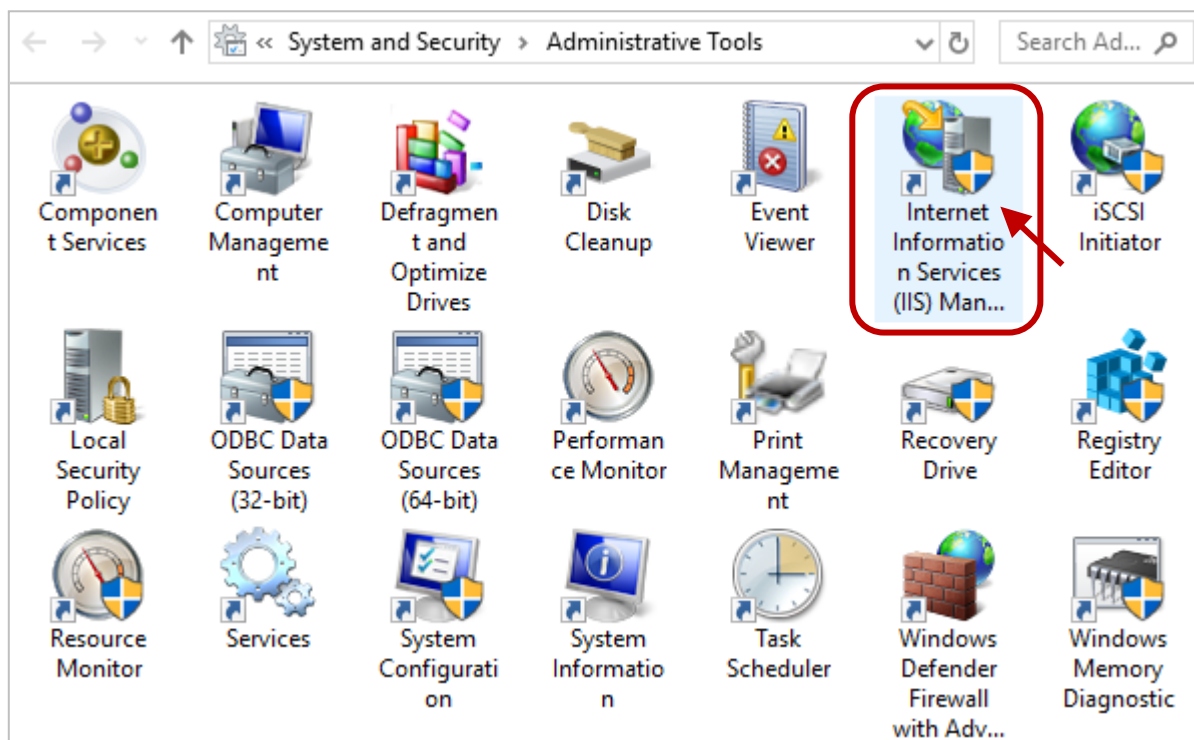 « System and Security › Administrative Tools
Search Ad...
Componen
t Services
Computer
Manageme
nt
Defragmen
t and
Optimize
Drives
Disk
Cleanup
Event
Viewer
Internet
Informatio
n Services
(IIS) Man...
iSCSI
Initiator
Local
Security
Policy
ODBC Data
Sources
(32-bit)
ODBC Data
Sources
(64-bit)
Performan
ce Monitor
Print
Manageme
nt
Recovery
Drive
Registry
Editor
Resource
Monitor
Services
System
Configurati
on
System
Informatio
n
Task
Scheduler
Windows
Defender
Firewall
with Adv...
Windows
Memory
Diagnostic